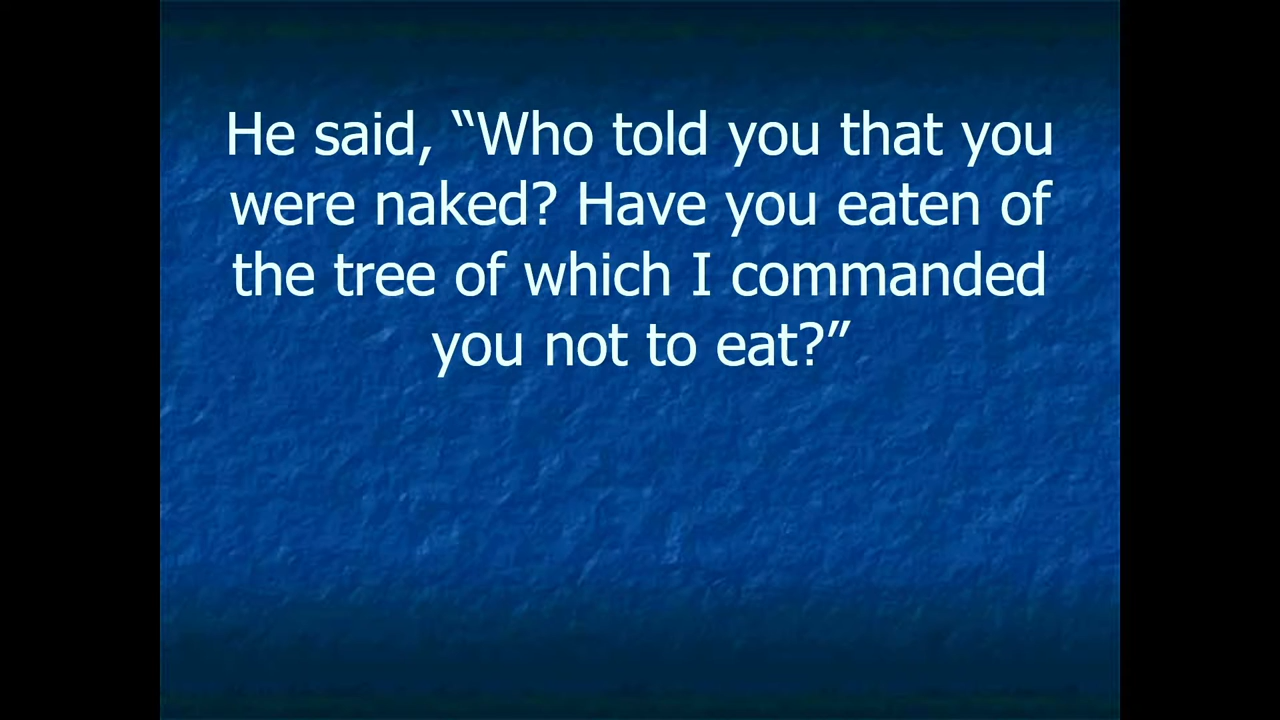 He said, “Who told you that you
were naked? Have you eaten of
the tree of which I commanded
you not to eat?”